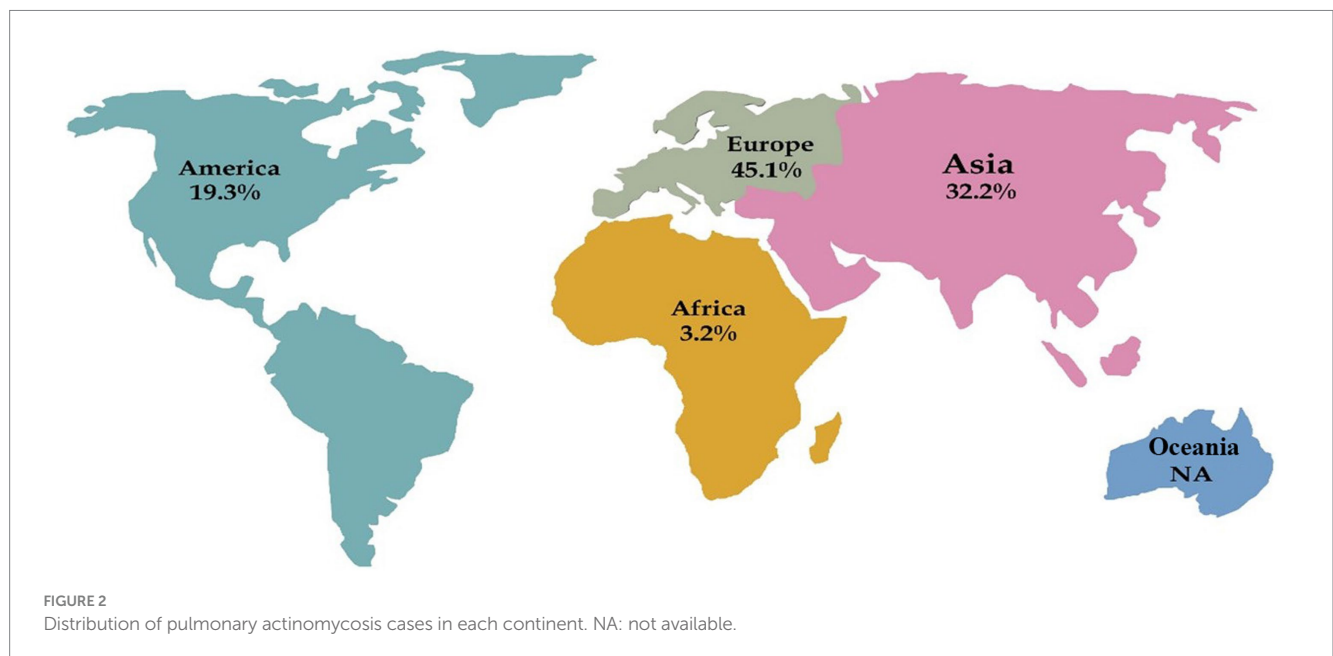 America
19.3%
Europe
45.1%
Asia
32.2%
Africa
3.2%
Oceania
NA
FIGURE 2
Distribution of pulmonary actinomycosis cases in each continent. NA: not available.